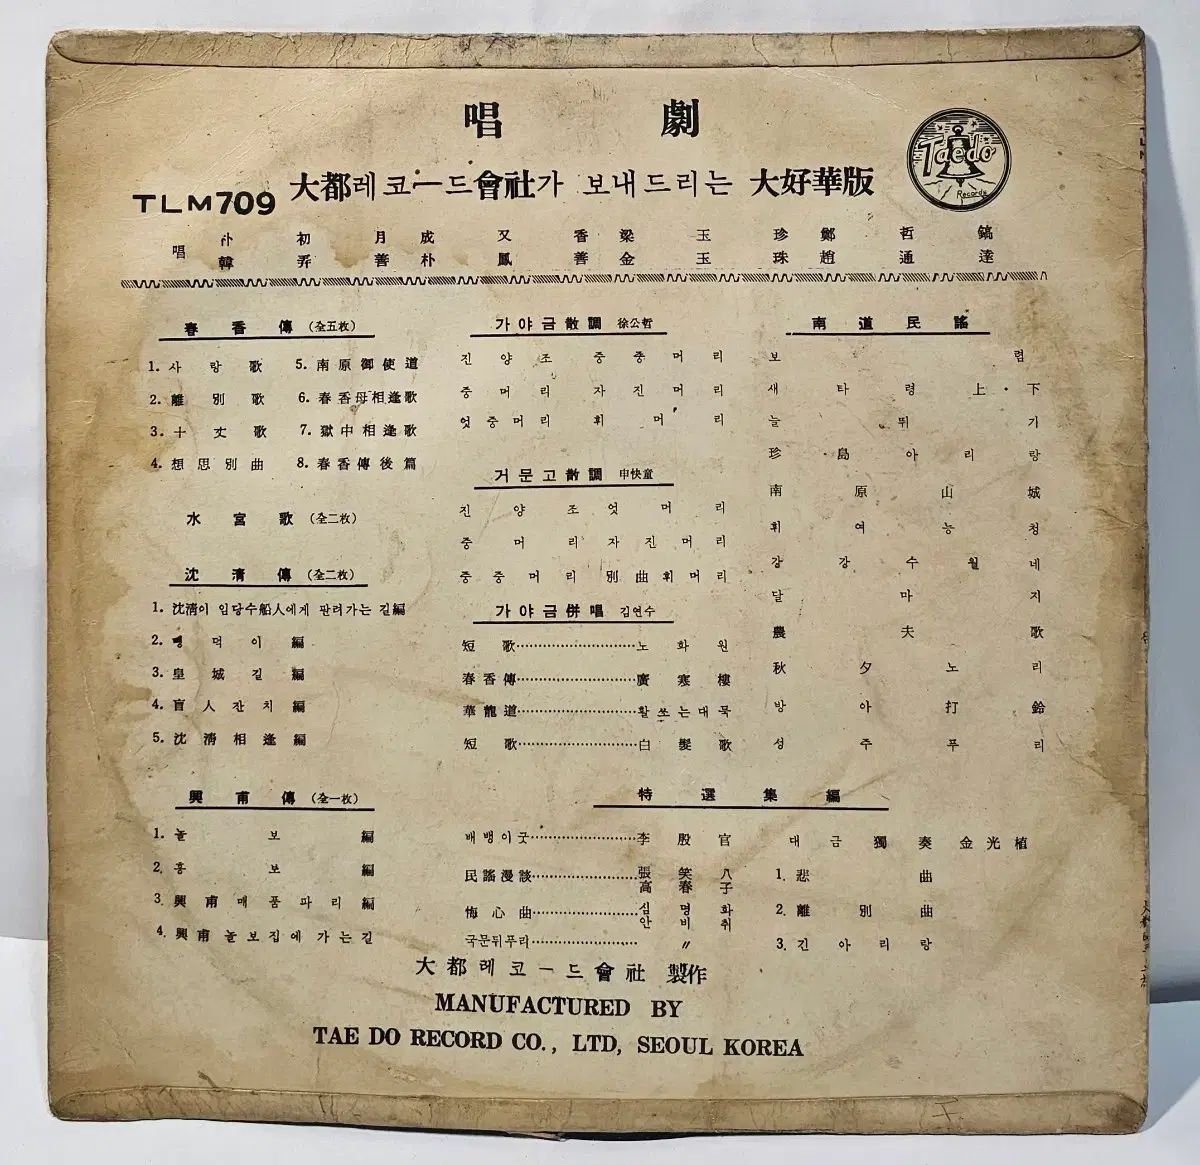 唱劇
Taedo
Records
TLM709
大都레코ー드會社가 보내드리는 大好華版
唱
朴初月 成又香 梁玉珍 鄭哲鎬
韓弄善 朴鳳善 金玉珠 趙通達
春香傳 (全五枚)
1. 사랑歌
2. 離別歌
3. 十丈歌
4. 想思別曲
5. 南原御使道
6. 春香母相逢歌
7. 獄中相逢歌
8. 春香傳後篇
水宮歌 (全二枚)
沈淸傳 (全二枚)
1. 沈淸이 임당수船人에게 판려가는 길編
2. 뺑덕이編
3. 皇城길編
4. 盲人잔치編
5. 沈淸相逢編
興甫傳 (全一枚)
1. 놀보編
2. 흥보編
3. 興甫매품파리編
4. 興甫놀보집에 가는길
가야금散調 徐公哲
진양조 중중머리
중머리 자진머리
엇중머리 휘머리
거문고散調 申快童
진양조 엇머리
중머리 자진머리
중중머리 別曲 휘머리
가야금倂唱 김연수
短歌……노화원
春香傳……廣寒樓
華龍道……활쏘는대목
短歌……白髮歌
南道民謠
보렴
새타령 上·下
늘뛰가
珍島아리랑
南原山城
휘여능청
강강수월네
달마지
農夫歌
秋夕노리
방아打鈴
성주푸리
特選集編
배뱅이굿……李殷官
民謠漫談……張笑八
高春子
悔心曲……심명화
안비취
국문뒤푸리……〃
대금獨奏 金光植
1. 悲曲
2. 離別曲
3. 긴아리랑
大都레코ー드會社 製作
MANUFACTURED BY
TAE DO RECORD CO., LTD, SEOUL KOREA